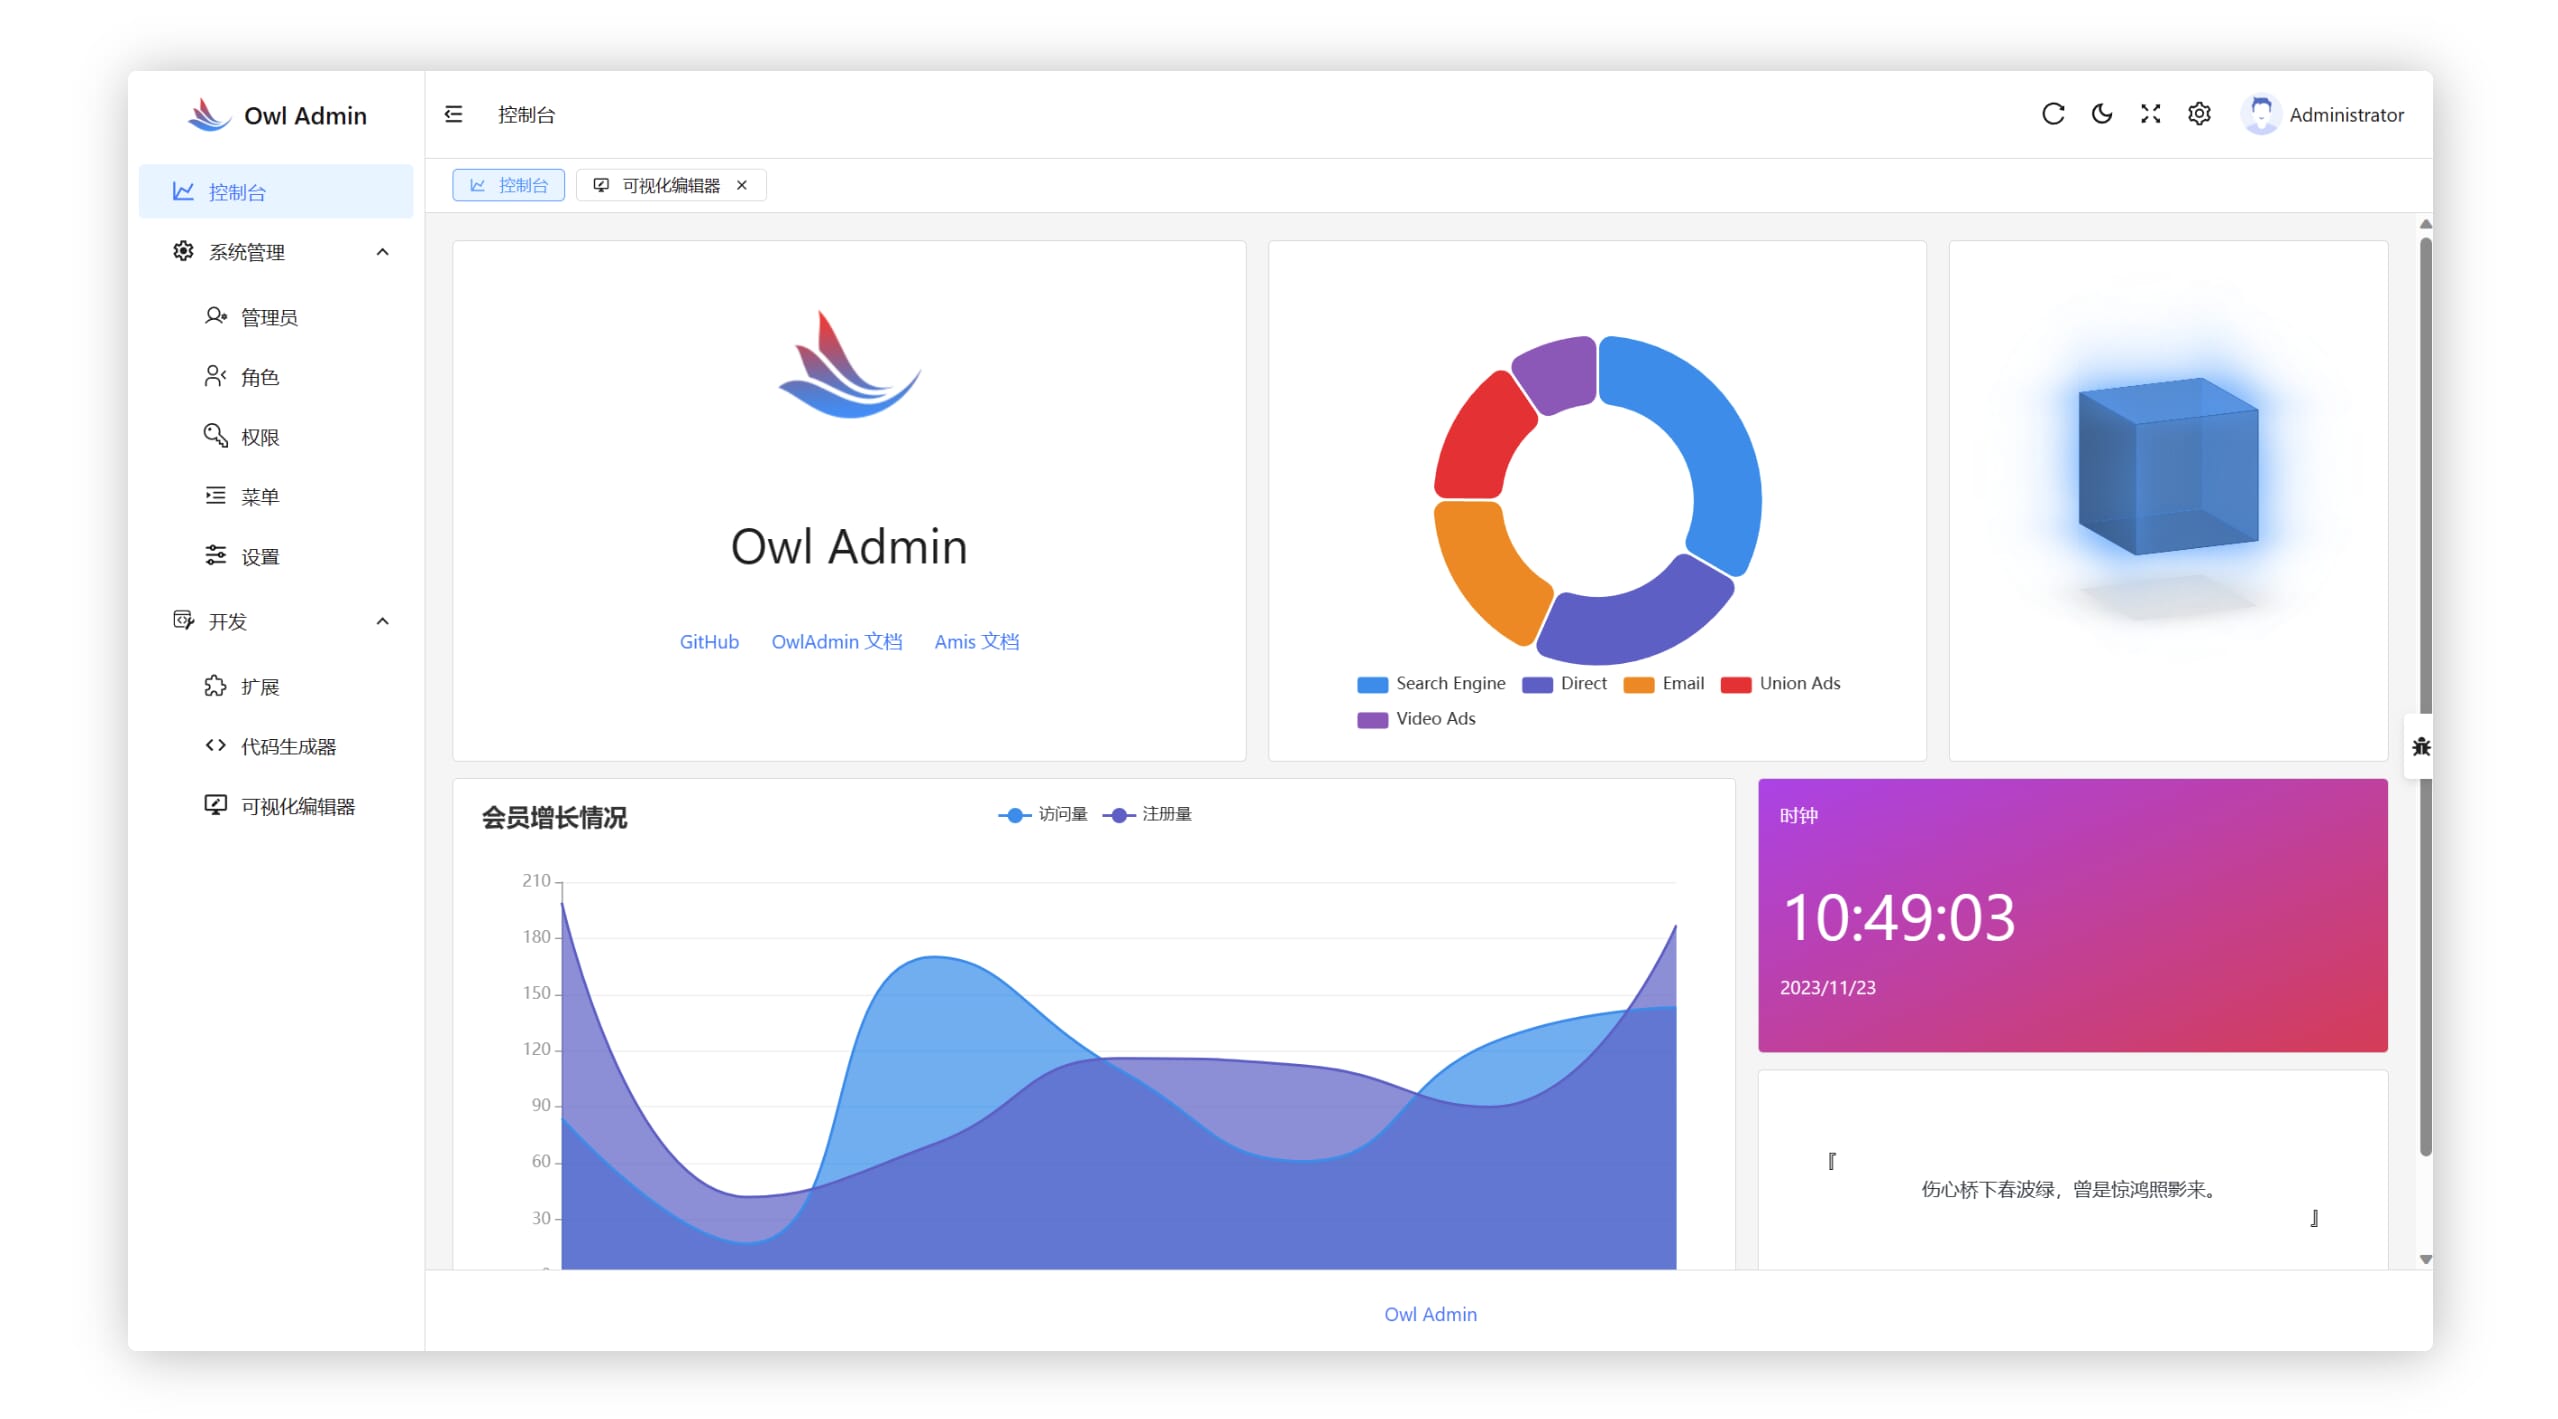 Owl Admin
控制台
Administrator
控制台
系统管理
管理员
角色
权限
菜单
设置
开发
扩展
代码生成器
可视化编辑器
控制台
可视化编辑器
Owl Admin
GitHub OwlAdmin 文档 Amis 文档
Search Engine Direct Email Union Ads
Video Ads
会员增长情况
访问量 注册量
210
180
150
120
90
60
30
时钟
10:49:03
2023/11/23
『
伤心桥下春波绿，曾是惊鸿照影来。
』
Owl Admin